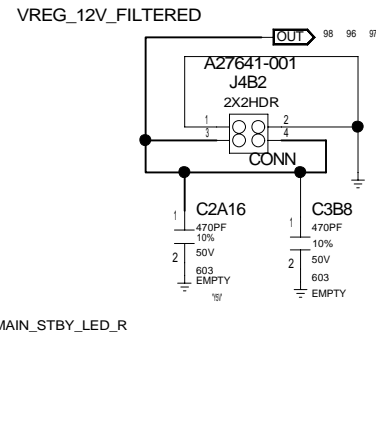 VREG_12V_FILTERED
OUT 98 96 97
A27641-001
J4B2
2X2HDR
1 2
3 4
CONN
C2A16
1
470PF
10%
50V
2
603
EMPTY
C3B8
1
470PF
10%
50V
2
603
EMPTY
MAIN_STBY_LED_R